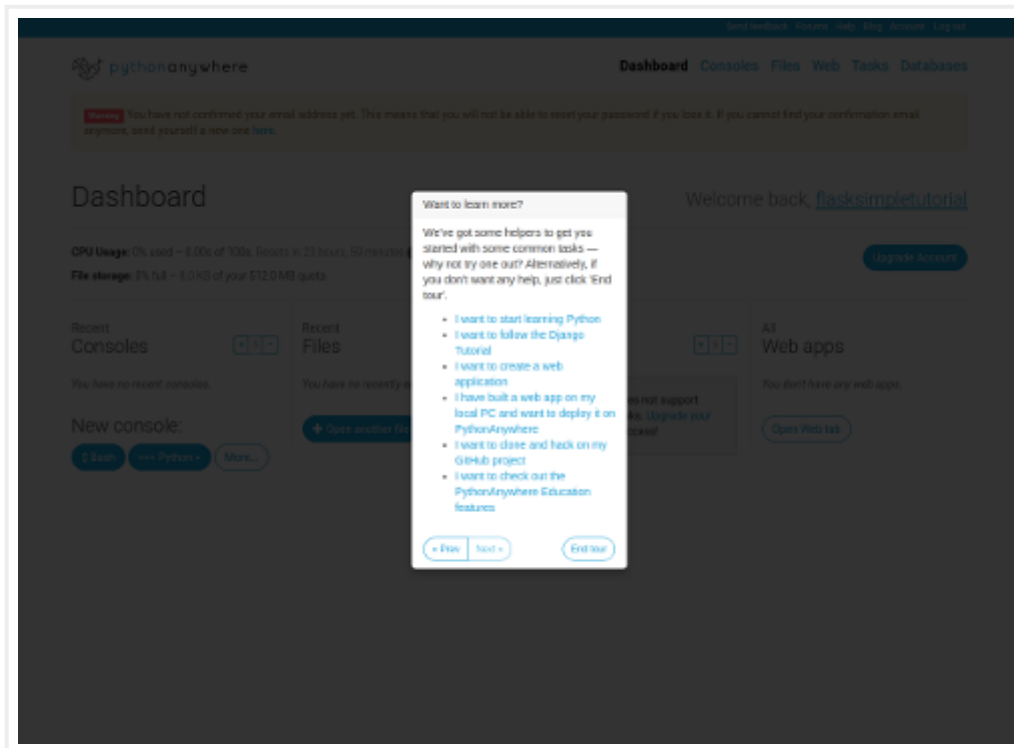 Send feedback Forums Help Blog Account Log out
pythonanywhere
Dashboard Consoles Files Web Tasks Databases
Warning You have not confirmed your email address yet. This means that you will not be able to reset your password if you lose it. If you cannot find your confirmation email
anymore, send yourself a new one here.
Dashboard
Welcome back, flasksimpletutorial
CPU Usage: 0% used – 0.00s of 100s. Resets in 23 hours, 59 minutes
File storage: 0% full – 8.0 KB of your 512.0 MB quota
Upgrade Account
Recent
Consoles
You have no recent consoles.
New console:
$ Bash
>>> Python
More...
Recent
Files
You have no recently
+ Open another file
not support
Upgrade your
All
Web apps
You don't have any web apps.
Open Web tab
Want to learn more?
We've got some helpers to get you
started with some common tasks —
why not try one out? Alternatively, if
you don't want any help, just click 'End
tour'.
• I want to start learning Python
• I want to follow the Django
Tutorial
• I want to create a web
application
• I have built a web app on my
local PC and want to deploy it on
PythonAnywhere
• I want to clone and hack on my
GitHub project
• I want to check out the
PythonAnywhere Education
features
« Prev
Next »
End tour